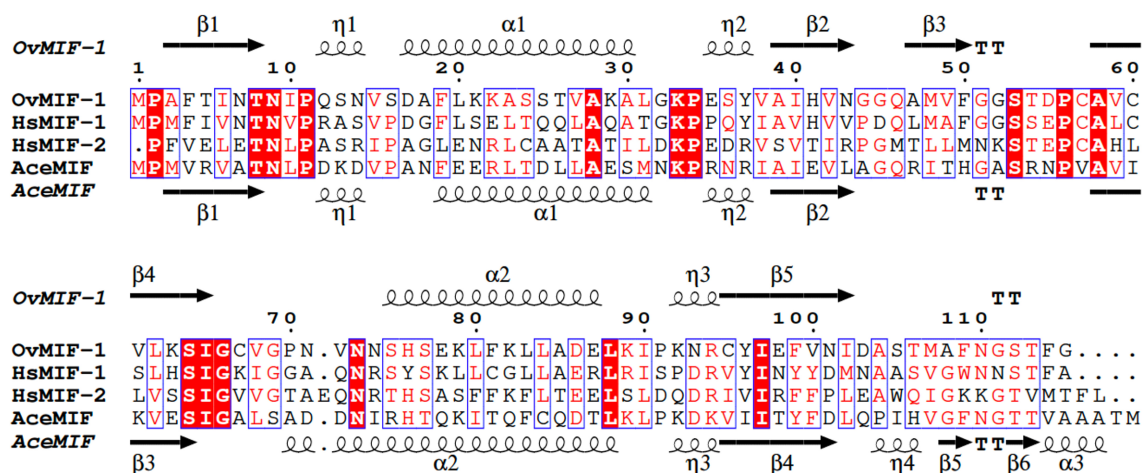 β1 η1 α1 η2 β2 β3
OvMIF-1 TT
1 10 20 30 40 50 60
OvMIF-1 MPAFTINTNIPQSNVSDAFLKKASSTVAKALGKPESYVAIHVNGGQAMVFGGSTDPCAVC
HsMIF-1 MPMFIVNTNVPRASVPDGFLSELTQQLAQATGKPPQYIAVHVVPDQLMAFGGSSEPCALC
HsMIF-2 .PFVELETNLPASRIPAGLENRLCAATATILDKPEDRVSVTIRPGMTLLMNKSTEPCAHL
AceMIF MPMVRVATNLPDKDVPANFEERLTDLLAESMNKPRNRIAIEVLAGQRITHGASRNPVAVI
AceMIF TT
β1 η1 α1 η2 β2
β4 α2 η3 β5
OvMIF-1 TT
70 80 90 100 110
OvMIF-1 VLKSIGCVGPN.VNNSHSEKLFKLLADELKIPKNRCYIEFVNIDASTMAFNGSTFG....
HsMIF-1 SLHSIGKIGGA.QNRSYSKLLCGLLAERLRISPDRVYINYYDMNAASVGWNNSTFA....
HsMIF-2 LVSSIGVVGTAEQNRTHSASFFKFLTEELSLDQDRIVIRFFPLEAWQIGKKGTVMTFL..
AceMIF KVESIGALSAD.DNIRHTQKITQFCQDTLKLPKDKVIITYFDLQPIHVGFNGTTVAAATM
AceMIF . TT
β3 α2 η3 β4 η4 β5 β6 α3